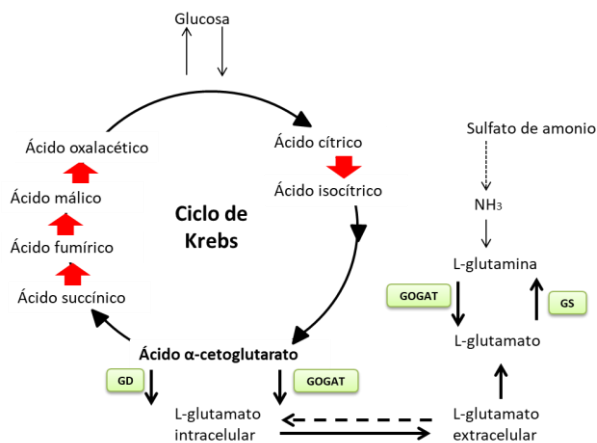 Glucosa
Ácido oxalacético
Ácido cítrico
Sulfato de amonio
Ácido málico
Ácido isocítrico
Ciclo de
Krebs
NH3
Ácido fumírico
Ácido succínico
L-glutamina
GOGAT
GS
L-glutamato
Ácido α-cetoglutarato
GD
GOGAT
L-glutamato
intracelular
L-glutamato
extracelular